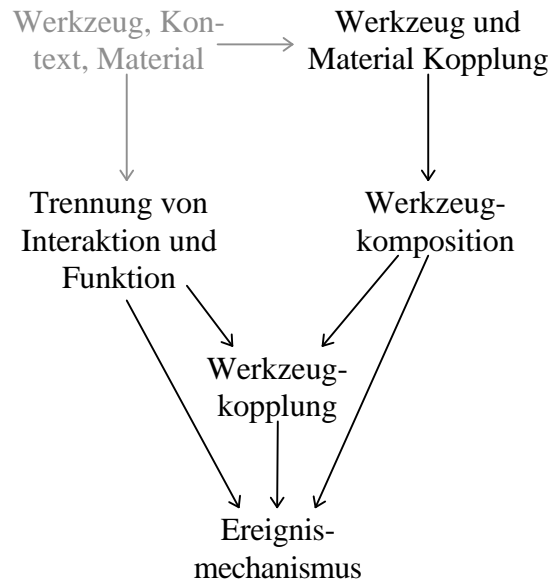 Werkzeug, Kon-
text, Material
Werkzeug und
Material Kopplung
Trennung von
Interaktion und
Funktion
Werkzeug-
komposition
Werkzeug-
kopplung
Ereignis-
mechanismus